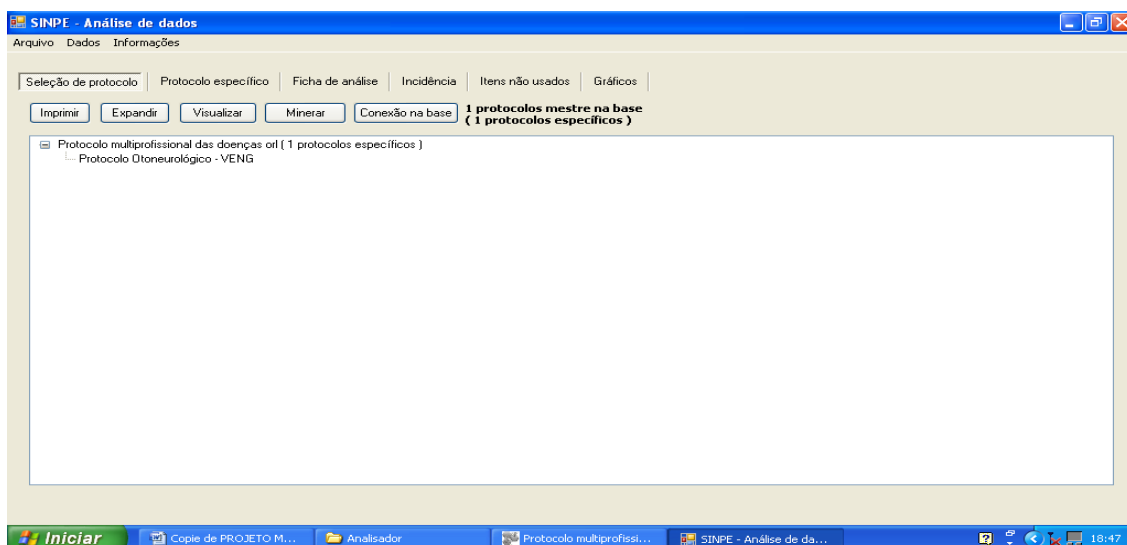 SINPE - Análise de dados
Arquivo Dados Informações
Seleção de protocolo Protocolo específico Ficha de análise Incidência Itens não usados Gráficos
Imprimir Expandir Visualizar Minerar Conexão na base 1 protocolos mestre na base
( 1 protocolos específicos )
Protocolo multiprofissional das doenças orl ( 1 protocolos específicos )
Protocolo Otoneurológico - VENG
Iniciar Copie de PROJETO M... Analisador Protocolo multiprofissi... SINPE - Análise de da... 18:47